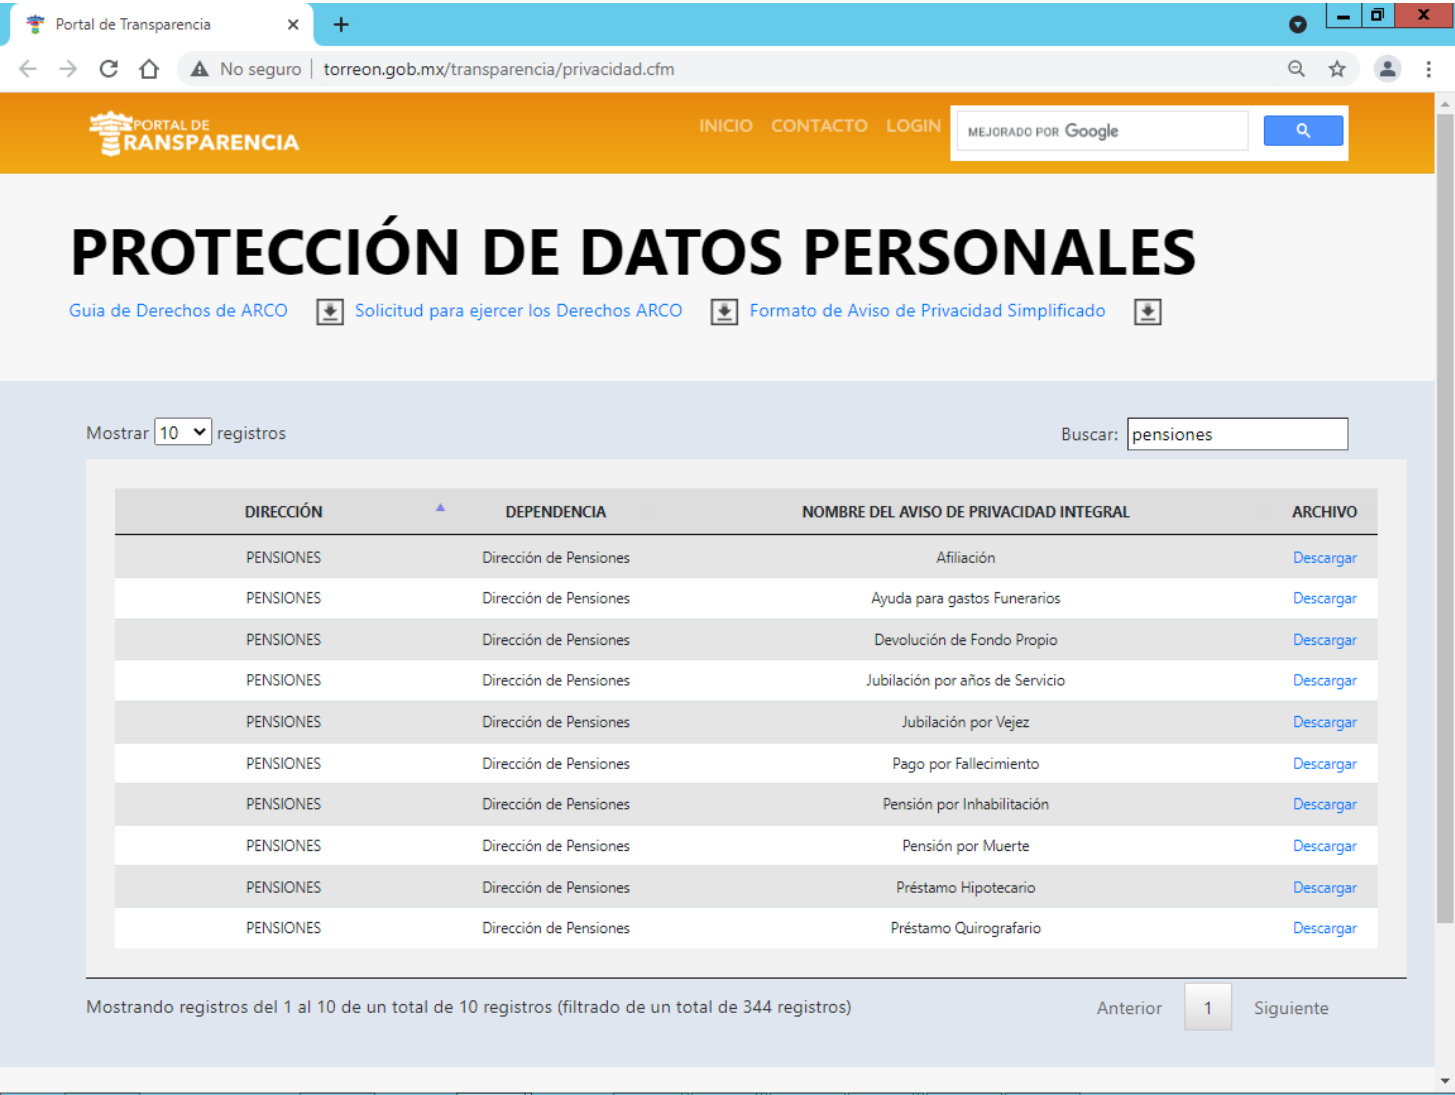 Portal de Transparencia
No seguro | torreon.gob.mx/transparencia/privacidad.cfm
PORTAL DE
TRANSPARENCIA
INICIO CONTACTO LOGIN MEJORADO POR Google
PROTECCIÓN DE DATOS PERSONALES
Guia de Derechos de ARCO Solicitud para ejercer los Derechos ARCO Formato de Aviso de Privacidad Simplificado
Mostrar 10 registros Buscar: pensiones
DIRECCIÓN DEPENDENCIA NOMBRE DEL AVISO DE PRIVACIDAD INTEGRAL ARCHIVO
PENSIONES Dirección de Pensiones Afiliación Descargar
PENSIONES Dirección de Pensiones Ayuda para gastos Funerarios Descargar
PENSIONES Dirección de Pensiones Devolución de Fondo Propio Descargar
PENSIONES Dirección de Pensiones Jubilación por años de Servicio Descargar
PENSIONES Dirección de Pensiones Jubilación por Vejez Descargar
PENSIONES Dirección de Pensiones Pago por Fallecimiento Descargar
PENSIONES Dirección de Pensiones Pensión por Inhabilitación Descargar
PENSIONES Dirección de Pensiones Pensión por Muerte Descargar
PENSIONES Dirección de Pensiones Préstamo Hipotecario Descargar
PENSIONES Dirección de Pensiones Préstamo Quirografario Descargar
Mostrando registros del 1 al 10 de un total de 10 registros (filtrado de un total de 344 registros) Anterior 1 Siguiente